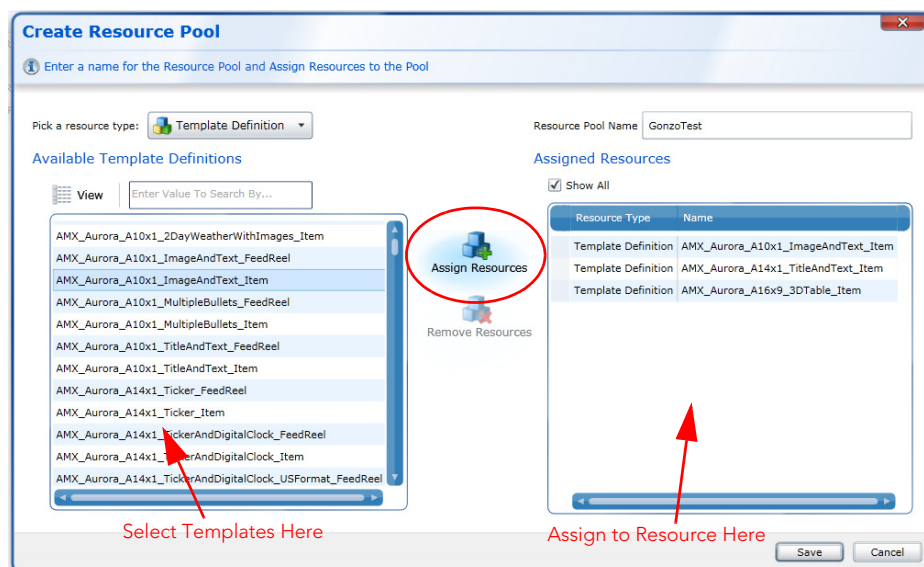 Create Resource Pool
Enter a name for the Resource Pool and Assign Resources to the Pool
Pick a resource type:
Template Definition
Resource Pool Name
GonzoTest
Available Template Definitions
View
Enter Value To Search By...
AMX_Aurora_A10x1_2DayWeatherWithImages_Item
AMX_Aurora_A10x1_ImageAndText_FeedReel
AMX_Aurora_A10x1_ImageAndText_Item
AMX_Aurora_A10x1_MultipleBullets_FeedReel
AMX_Aurora_A10x1_MultipleBullets_Item
AMX_Aurora_A10x1_TitleAndText_FeedReel
AMX_Aurora_A10x1_TitleAndText_Item
AMX_Aurora_A14x1_Ticker_FeedReel
AMX_Aurora_A14x1_Ticker_Item
AMX_Aurora_A14x1_TickerAndDigitalClock_FeedReel
AMX_Aurora_A14x1_TickerAndDigitalClock_Item
AMX_Aurora_A14x1_TickerAndDigitalClock_USFormat_FeedReel
Select Templates Here
Assign Resources
Remove Resources
Assigned Resources
Show All
Resource Type Name
Template Definition AMX_Aurora_A10x1_ImageAndText_Item
Template Definition AMX_Aurora_A14x1_TitleAndText_Item
Template Definition AMX_Aurora_A16x9_3DTable_Item
Assign to Resource Here
Save
Cancel